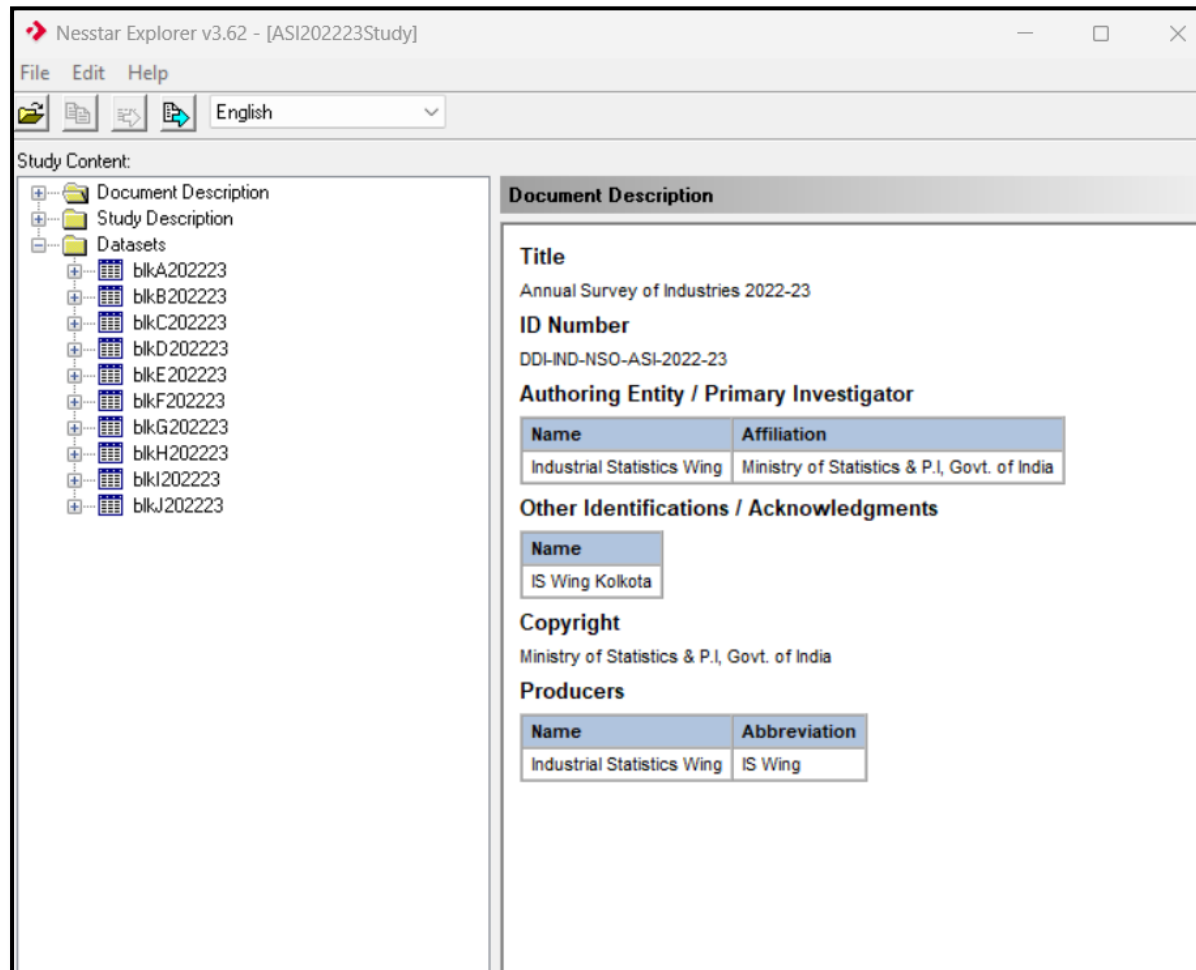 Nesstar Explorer v3.62 - [ASI202223Study]
File Edit Help
English
Study Content:
Document Description
Study Description
Datasets
blkA202223
blkB202223
blkC202223
blkD202223
blkE202223
blkF202223
blkG202223
blkH202223
blkI202223
blkJ202223
Document Description
Title
Annual Survey of Industries 2022-23
ID Number
DDI-IND-NSO-ASI-2022-23
Authoring Entity / Primary Investigator
Name Affiliation
Industrial Statistics Wing Ministry of Statistics & P.I, Govt. of India
Other Identifications / Acknowledgments
Name
IS Wing Kolkota
Copyright
Ministry of Statistics & P.I, Govt. of India
Producers
Name Abbreviation
Industrial Statistics Wing IS Wing